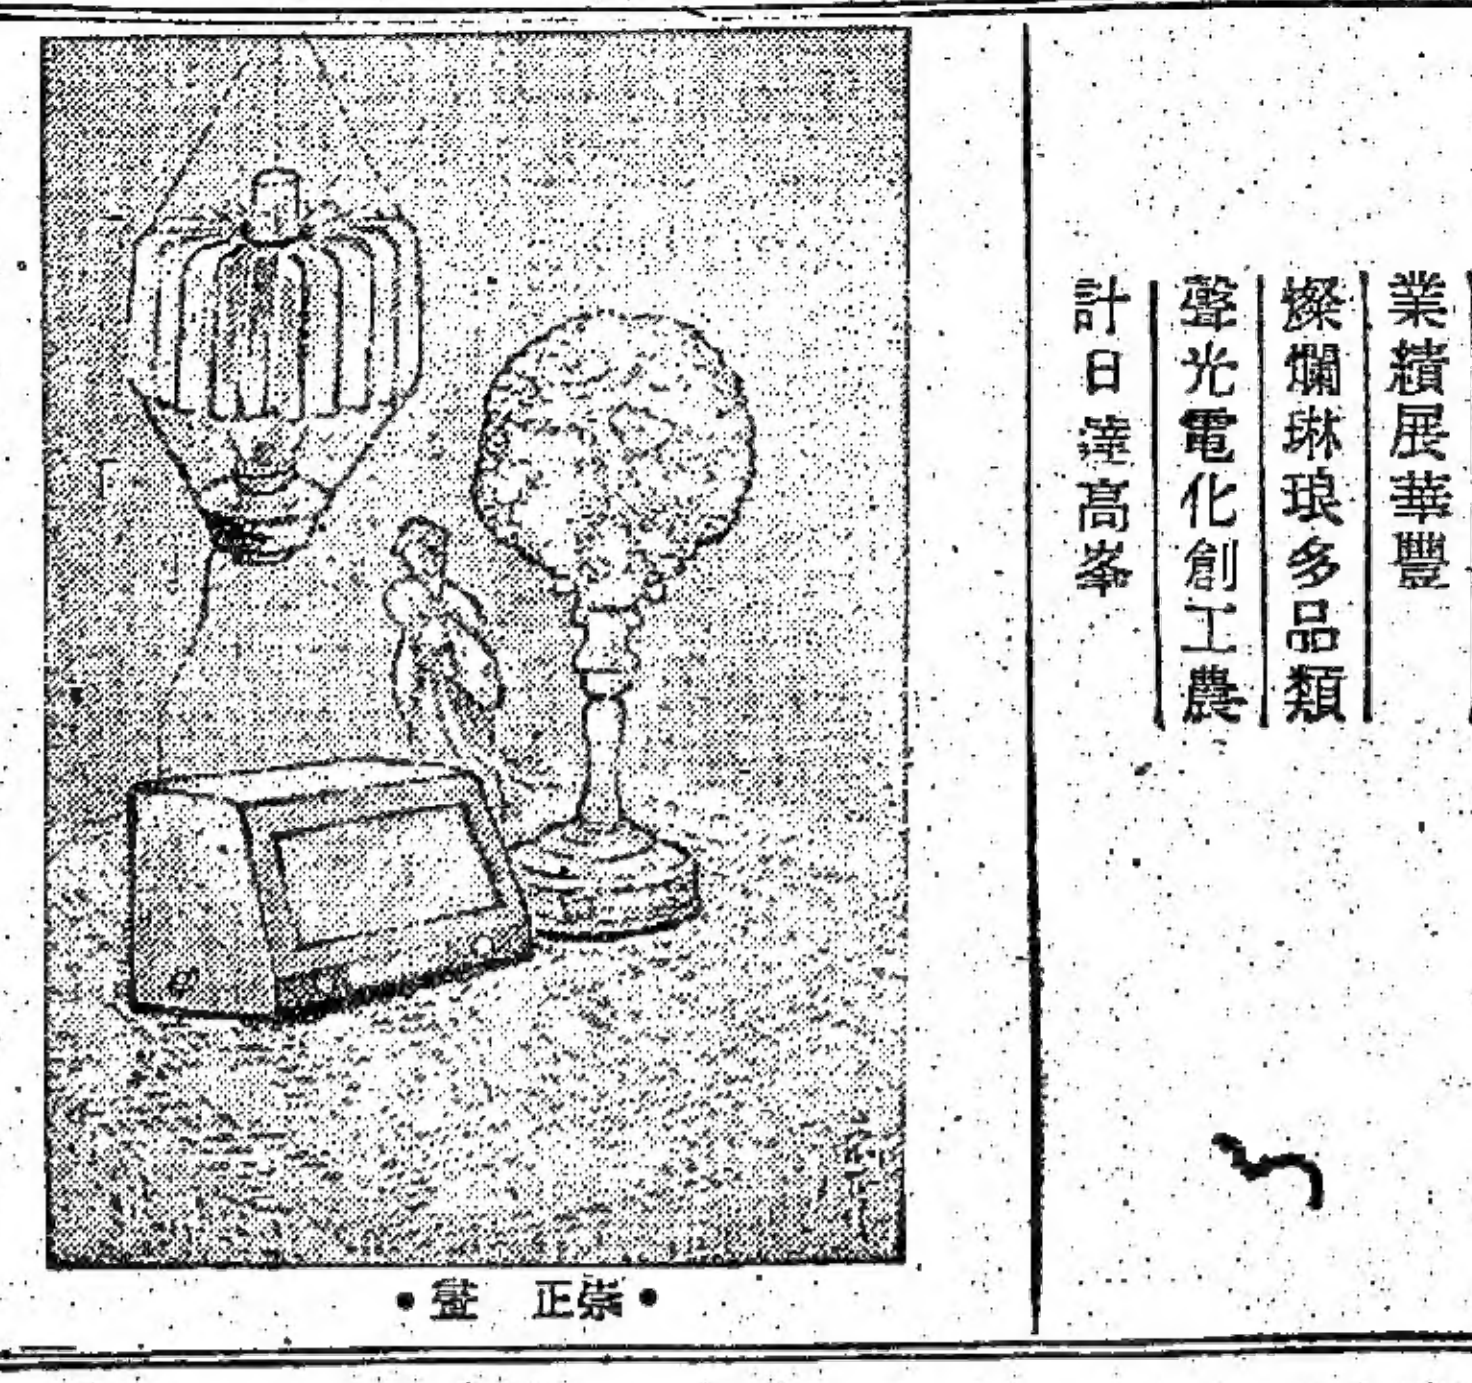 業績展華豐
燦爛琳琅多品類
聲光電化創工農
計日達高峯
•崇正 畫•